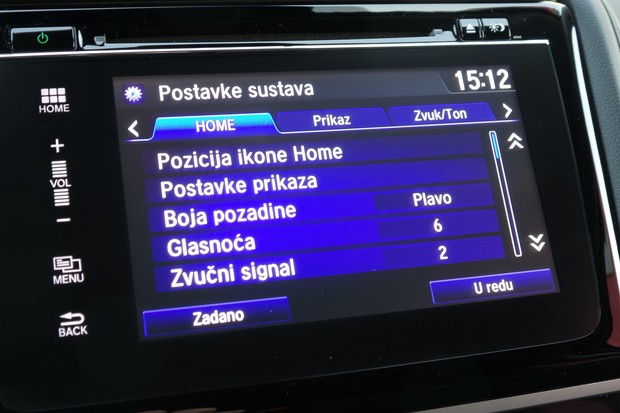 HOME
+
VOL
−
MENU
BACK
Postavke sustava
15:12
HOME
Prikaz
Zvuk/Ton
Pozicija ikone Home
Postavke prikaza
Boja pozadine Plavo
Glasnoća 6
Zvučni signal 2
Zadano
U redu